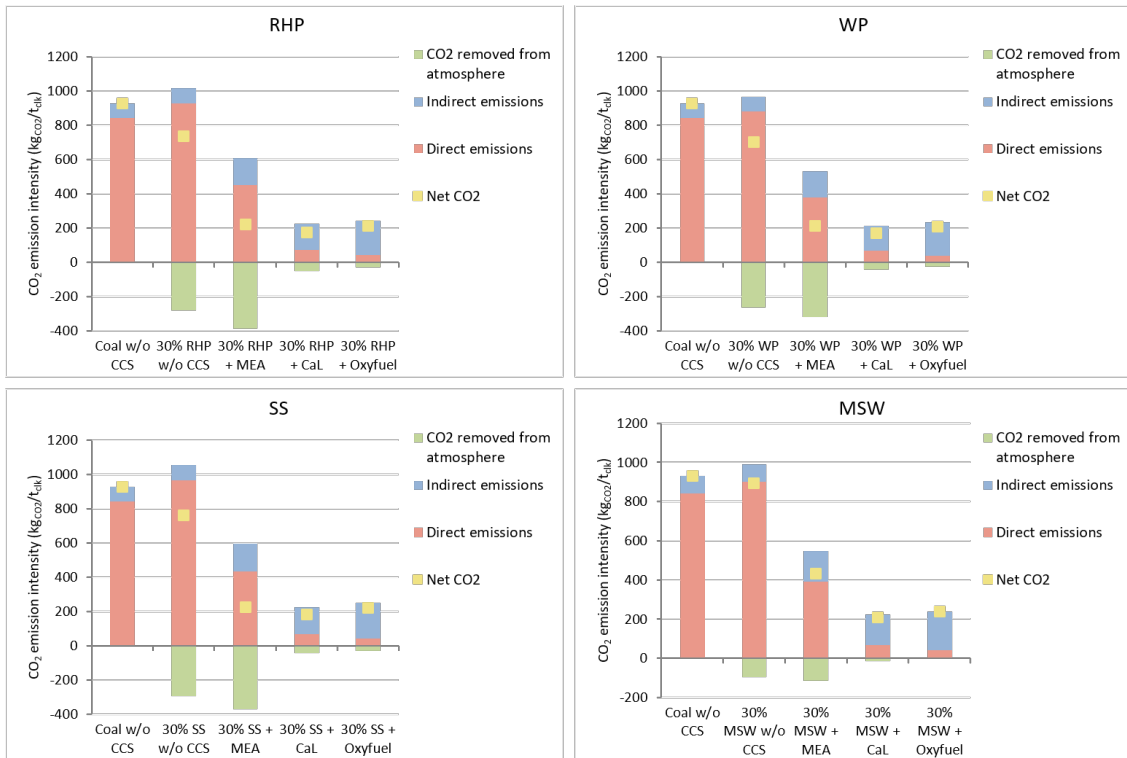 RHP
CO₂ emission intensity (kgCO2/tclk)
1200
1000
800
600
400
200
0
-200
-400
Coal w/o
CCS
30% RHP
w/o CCS
30% RHP
+ MEA
30% RHP
+ CaL
30% RHP
+ Oxyfuel
CO2 removed from
atmosphere
Indirect emissions
Direct emissions
Net CO2
WP
CO₂ emission intensity (kgCO2/tclk)
1200
1000
800
600
400
200
0
-200
-400
Coal w/o
CCS
30% WP
w/o CCS
30% WP
+ MEA
30% WP
+ CaL
30% WP
+ Oxyfuel
CO2 removed from
atmosphere
Indirect emissions
Direct emissions
Net CO2
SS
CO₂ emission intensity (kgCO2/tclk)
1200
1000
800
600
400
200
0
-200
-400
Coal w/o
CCS
30% SS
w/o CCS
30% SS +
MEA
30% SS +
CaL
30% SS +
Oxyfuel
CO2 removed from
atmosphere
Indirect emissions
Direct emissions
Net CO2
MSW
CO₂ emission intensity (kgCO2/tclk)
1200
1000
800
600
400
200
0
-200
Coal w/o
CCS
30%
MSW w/o
CCS
30%
MSW +
MEA
30%
MSW +
CaL
30%
MSW +
Oxyfuel
CO2 removed from
atmosphere
Indirect emissions
Direct emissions
Net CO2